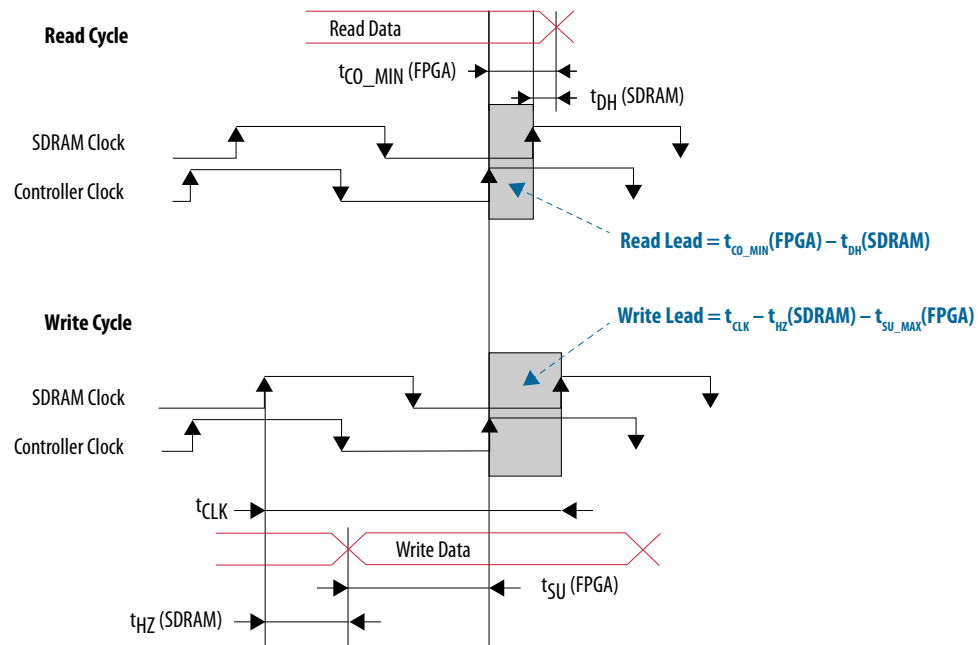 Read Cycle
Read Data
tCO_MIN (FPGA)
tDH (SDRAM)
SDRAM Clock
Controller Clock
Read Lead = tCO_MIN(FPGA) – tDH(SDRAM)
Write Cycle
Write Lead = tCLK – tHZ(SDRAM) – tSU_MAX(FPGA)
SDRAM Clock
Controller Clock
tCLK
Write Data
tSU (FPGA)
tHZ (SDRAM)